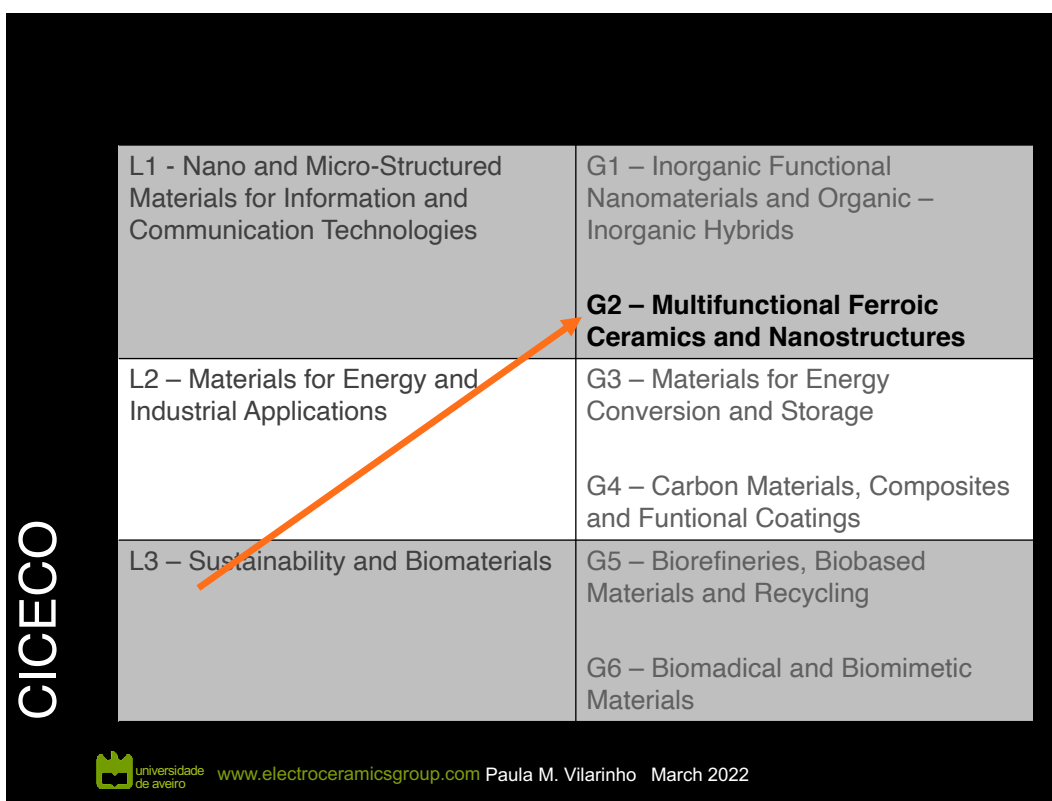 L1 - Nano and Micro-Structured
Materials for Information and
Communication Technologies
G1 – Inorganic Functional
Nanomaterials and Organic –
Inorganic Hybrids
G2 – Multifunctional Ferroic
Ceramics and Nanostructures
L2 – Materials for Energy and
Industrial Applications
G3 – Materials for Energy
Conversion and Storage
G4 – Carbon Materials, Composites
and Funtional Coatings
L3 – Sustainability and Biomaterials
G5 – Biorefineries, Biobased
Materials and Recycling
G6 – Biomadical and Biomimetic
Materials
CICECO
universidade
de aveiro
www.electroceramicsgroup.com Paula M. Vilarinho March 2022